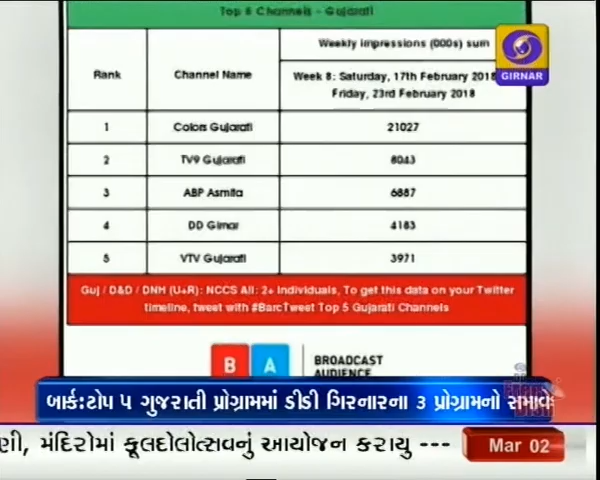 Top 5 Channels - Gujarati
Weekly Impressions (000s) sum
Rank
Channel Name
Week 8: Saturday, 17th February 2018
Friday, 23rd February 2018
1 Colors Gujarati 21027
2 TV9 Gujarati 8043
3 ABP Asmita 6887
4 DD Girnar 4183
5 VTV Gujarati 3971
Guj / D&D / DNH (U+R): NCCS All: 2+ Individuals, To get this data on your Twitter
timeline, tweet with #BarcTweet Top 5 Gujarati Channels
GIRNAR
B A BROADCAST
AUDIENCE
બાર્ક:ટોપ ૫ ગુજરાતી પ્રોગ્રામમાં ડીડી ગિરનારના ૩ પ્રોગ્રામનો
મંદિરોમાં ફૂલદોલોત્સવનું આયોજન કરાયુ ---
Mar 02